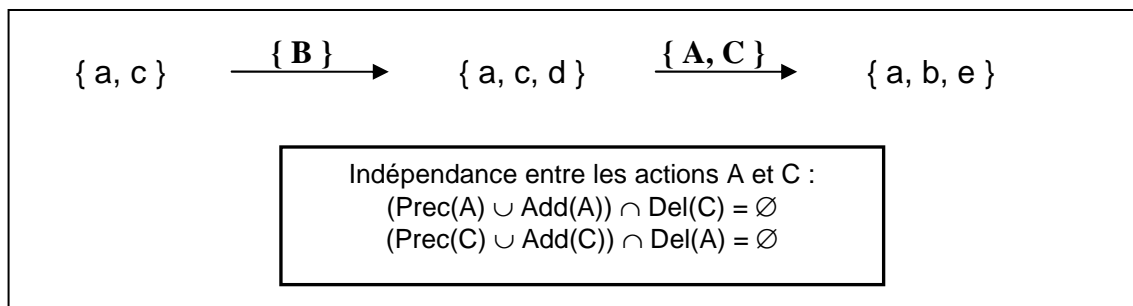 { a, c } { B } { a, c, d } { A, C } { a, b, e }
Indépendance entre les actions A et C :
(Prec(A) ∪ Add(A)) ∩ Del(C) = ∅
(Prec(C) ∪ Add(C)) ∩ Del(A) = ∅